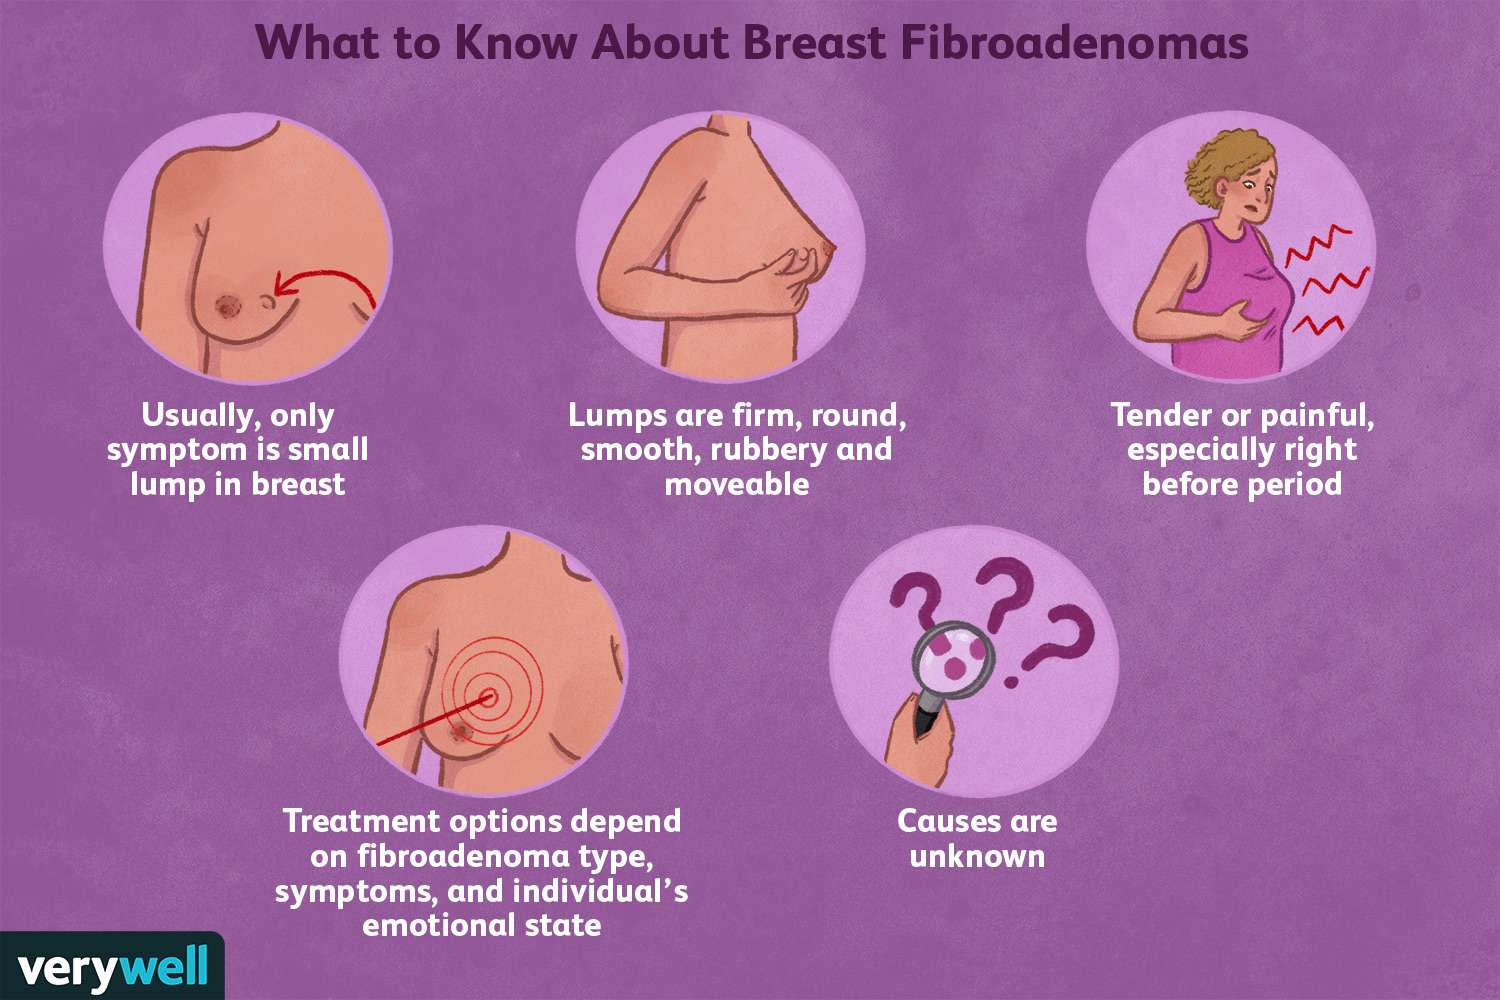 What to Know About Breast Fibroadenomas
Usually, only
symptom is small
lump in breast
Lumps are firm, round,
smooth, rubbery and
moveable
Tender or painful,
especially right
before period
Treatment options depend
on fibroadenoma type,
symptoms, and individual's
emotional state
Causes are
unknown
verywell